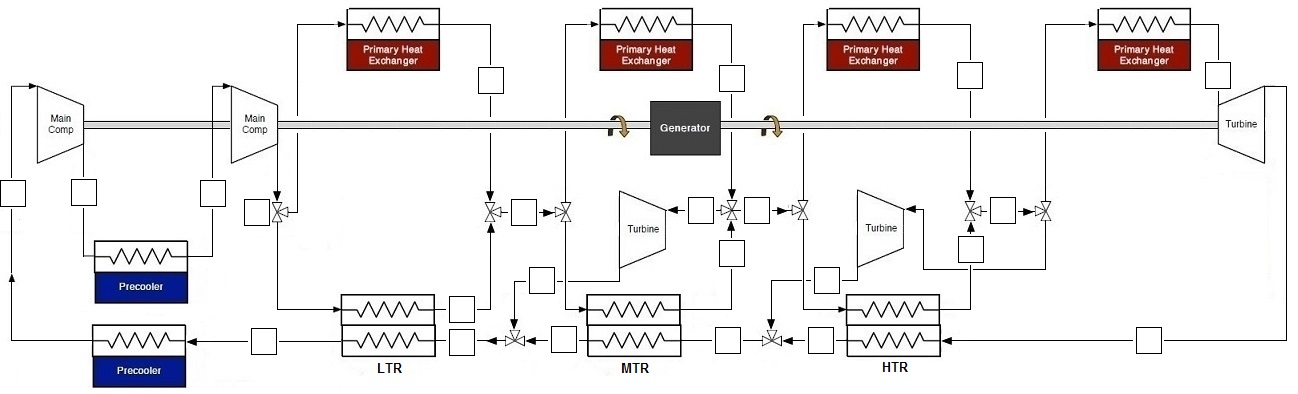 Primary Heat
Exchanger
Primary Heat
Exchanger
Primary Heat
Exchanger
Primary Heat
Exchanger
Main
Comp
Main
Comp
Generator
Turbine
Turbine
Turbine
Precooler
Precooler
LTR
MTR
HTR